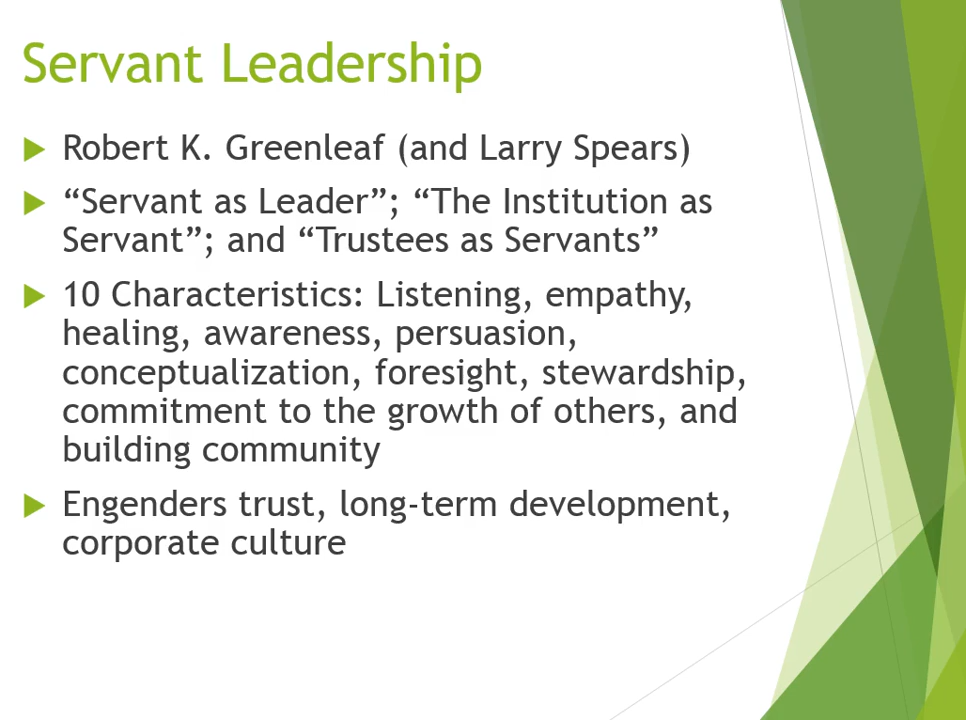 Servant Leadership
Robert K. Greenleaf (and Larry Spears)
“Servant as Leader”; “The Institution as
Servant”; and “Trustees as Servants”
10 Characteristics: Listening, empathy,
healing, awareness, persuasion,
conceptualization, foresight, stewardship,
commitment to the growth of others, and
building community
Engenders trust, long-term development,
corporate culture